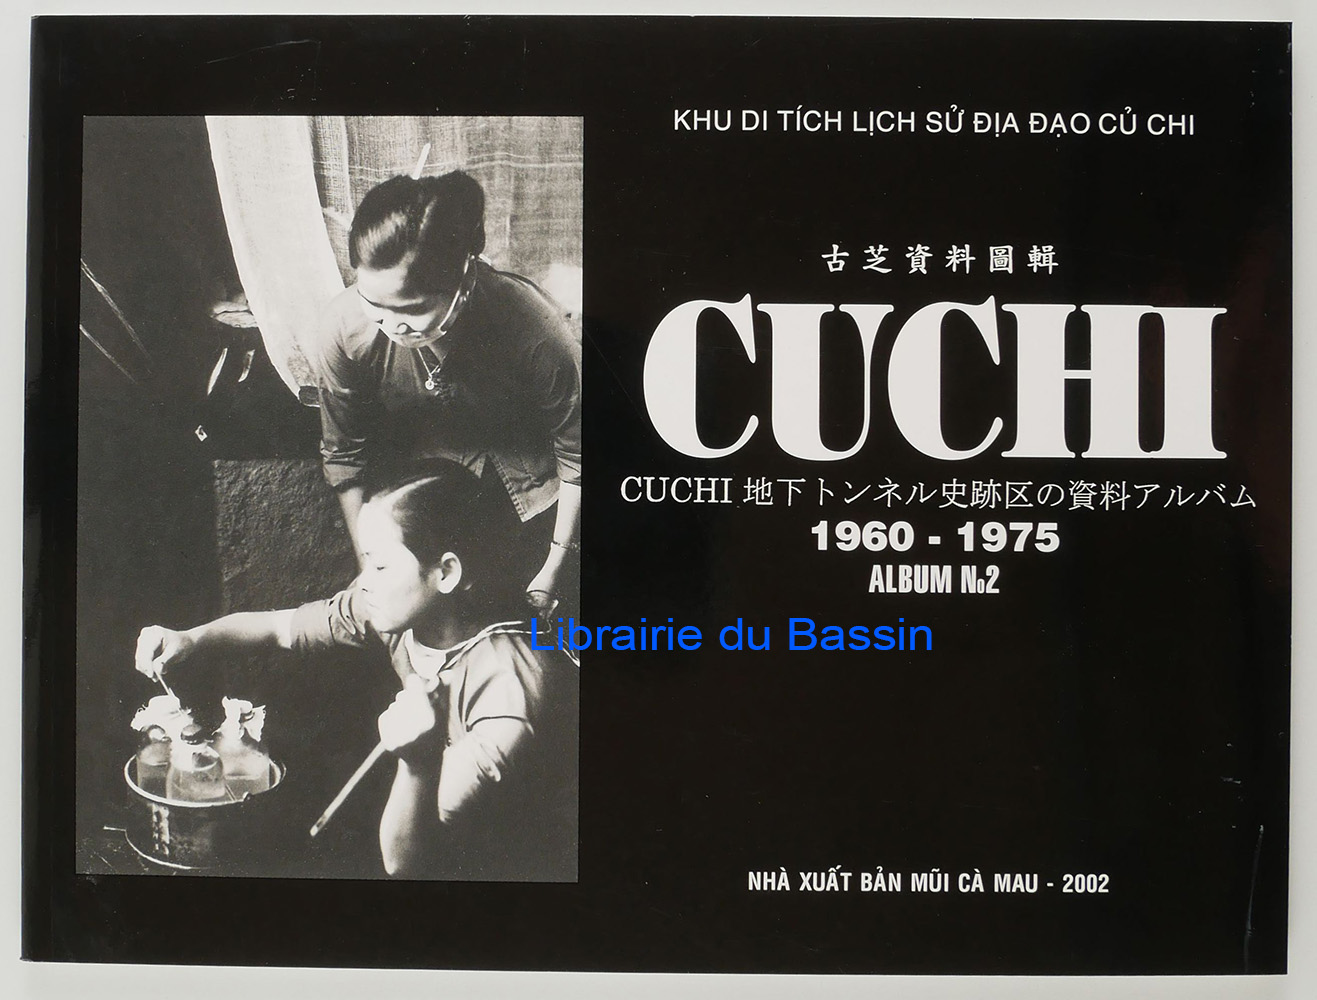 KHU DI TÍCH LỊCH SỬ ĐỊA ĐẠO CỦ CHI
古芝資料圖輯
CUCHI
CUCHI 地下トンネル史跡区の資料アルバム
1960 - 1975
ALBUM No2
Librairie du Bassin
NHÀ XUẤT BẢN MŨI CÀ MAU - 2002